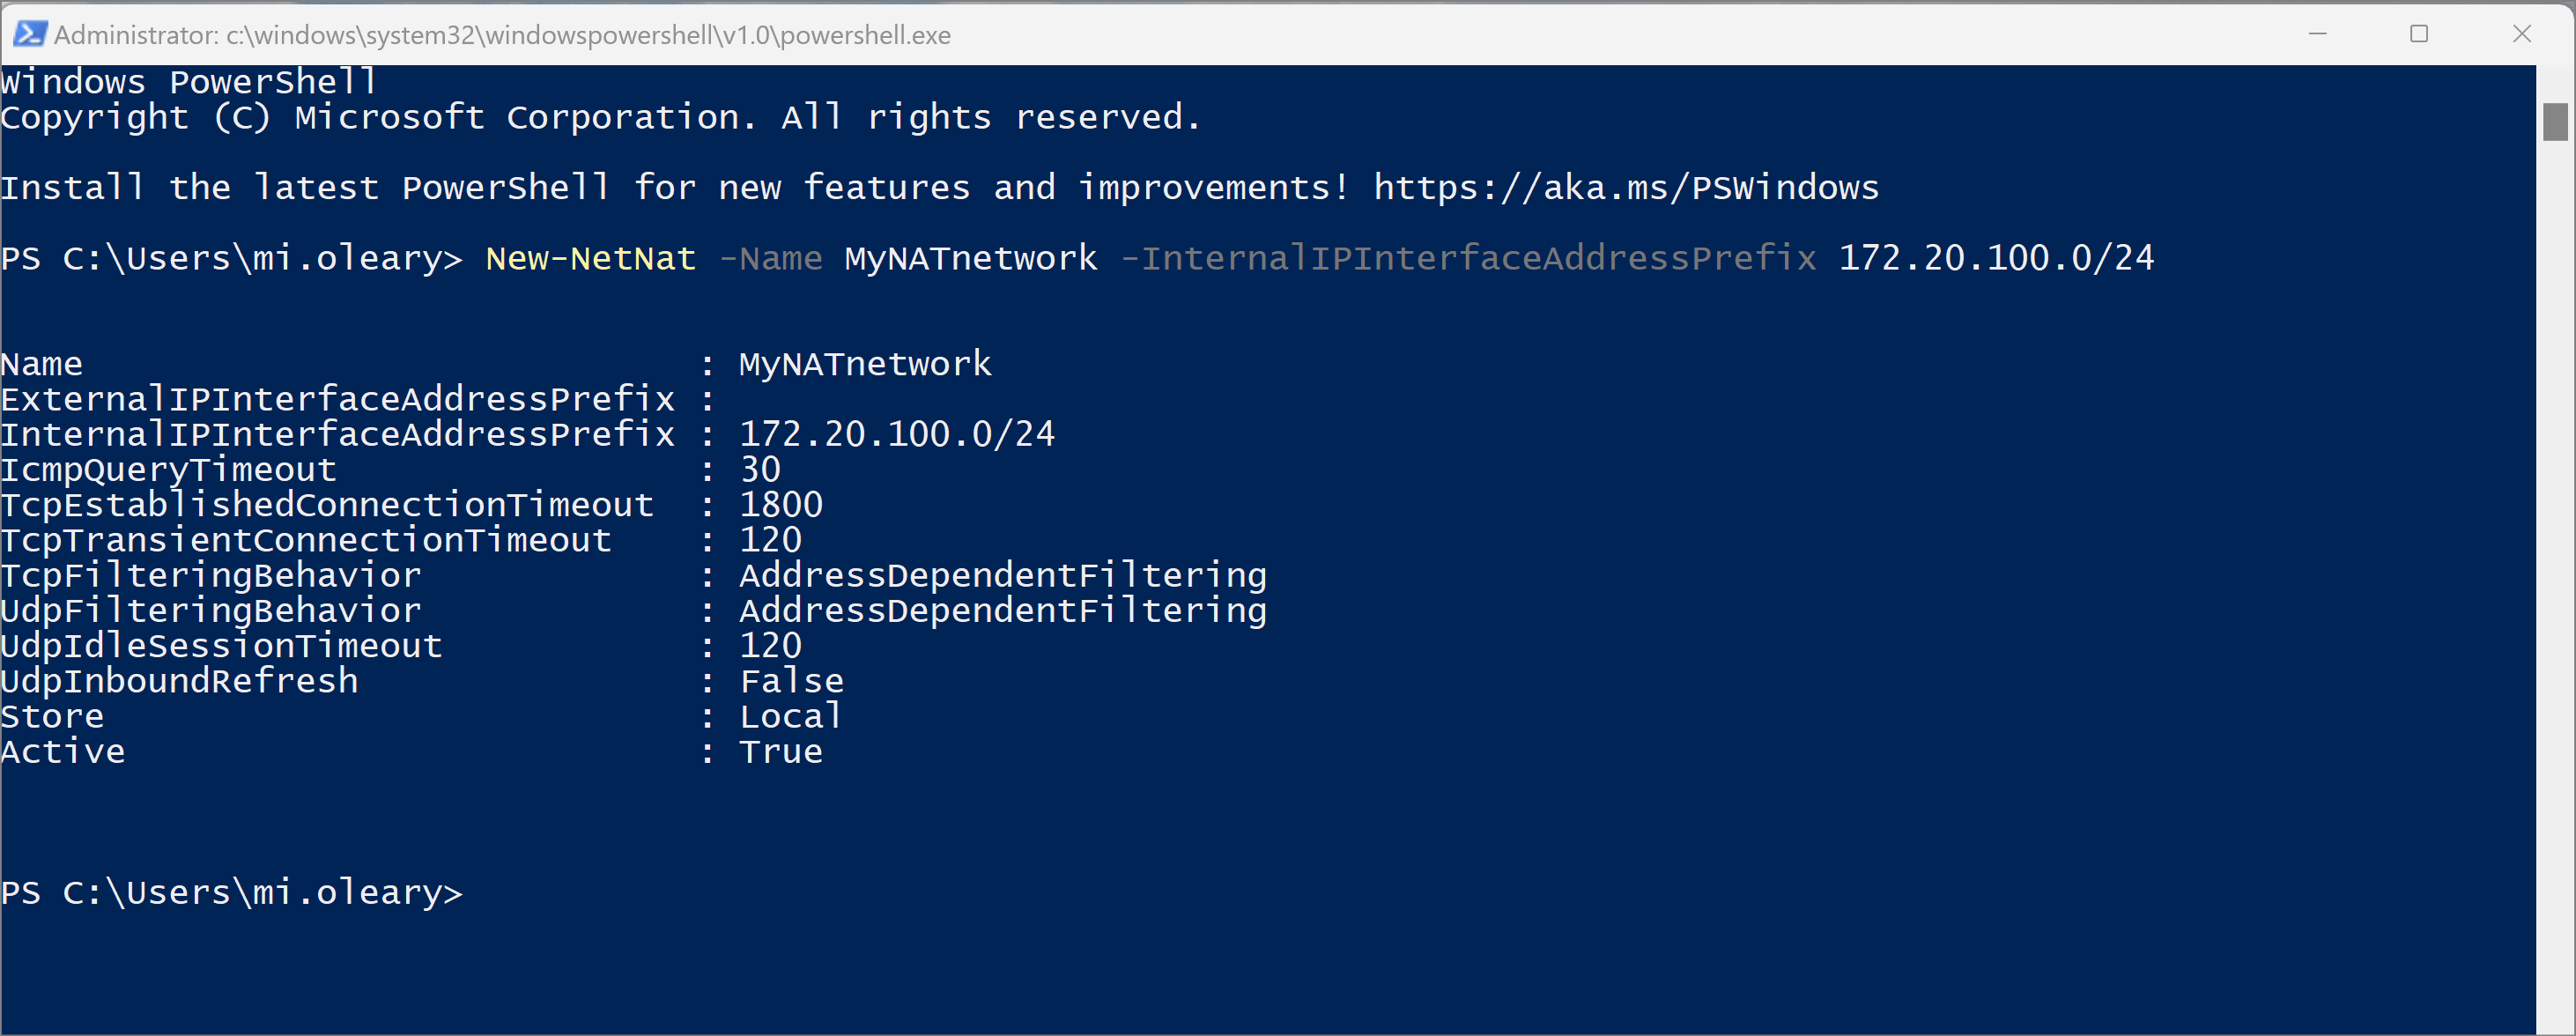 Administrator: c:\windows\system32\windowspowershell\v1.0\powershell.exe
Windows PowerShell
Copyright (C) Microsoft Corporation. All rights reserved.
Install the latest PowerShell for new features and improvements! https://aka.ms/PSWindows
PS C:\Users\mi.oleary> New-NetNat -Name MyNATnetwork -InternalIPInterfaceAddressPrefix 172.20.100.0/24
Name                             : MyNATnetwork
ExternalIPInterfaceAddressPrefix :
InternalIPInterfaceAddressPrefix : 172.20.100.0/24
IcmpQueryTimeout                 : 30
TcpEstablishedConnectionTimeout  : 1800
TcpTransientConnectionTimeout    : 120
TcpFilteringBehavior             : AddressDependentFiltering
UdpFilteringBehavior             : AddressDependentFiltering
UdpIdleSessionTimeout            : 120
UdpInboundRefresh                : False
Store                            : Local
Active                           : True
PS C:\Users\mi.oleary>